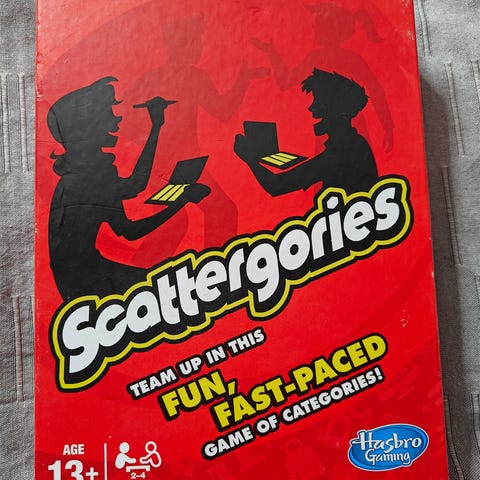 Scattergories
TEAM UP IN THIS
FUN,
FAST-PACED
GAME OF CATEGORIES!
AGE
13+
2-4
Hasbro
Gaming